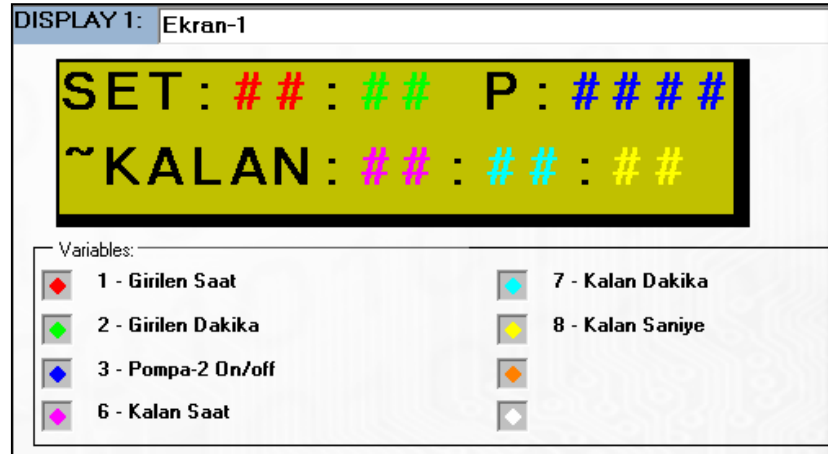 DISPLAY 1: Ekran-1
SET:##:## P:####
~KALAN:##:##:##
Variables:
1 - Girilen Saat
2 - Girilen Dakika
3 - Pompa-2 On/off
6 - Kalan Saat
7 - Kalan Dakika
8 - Kalan Saniye